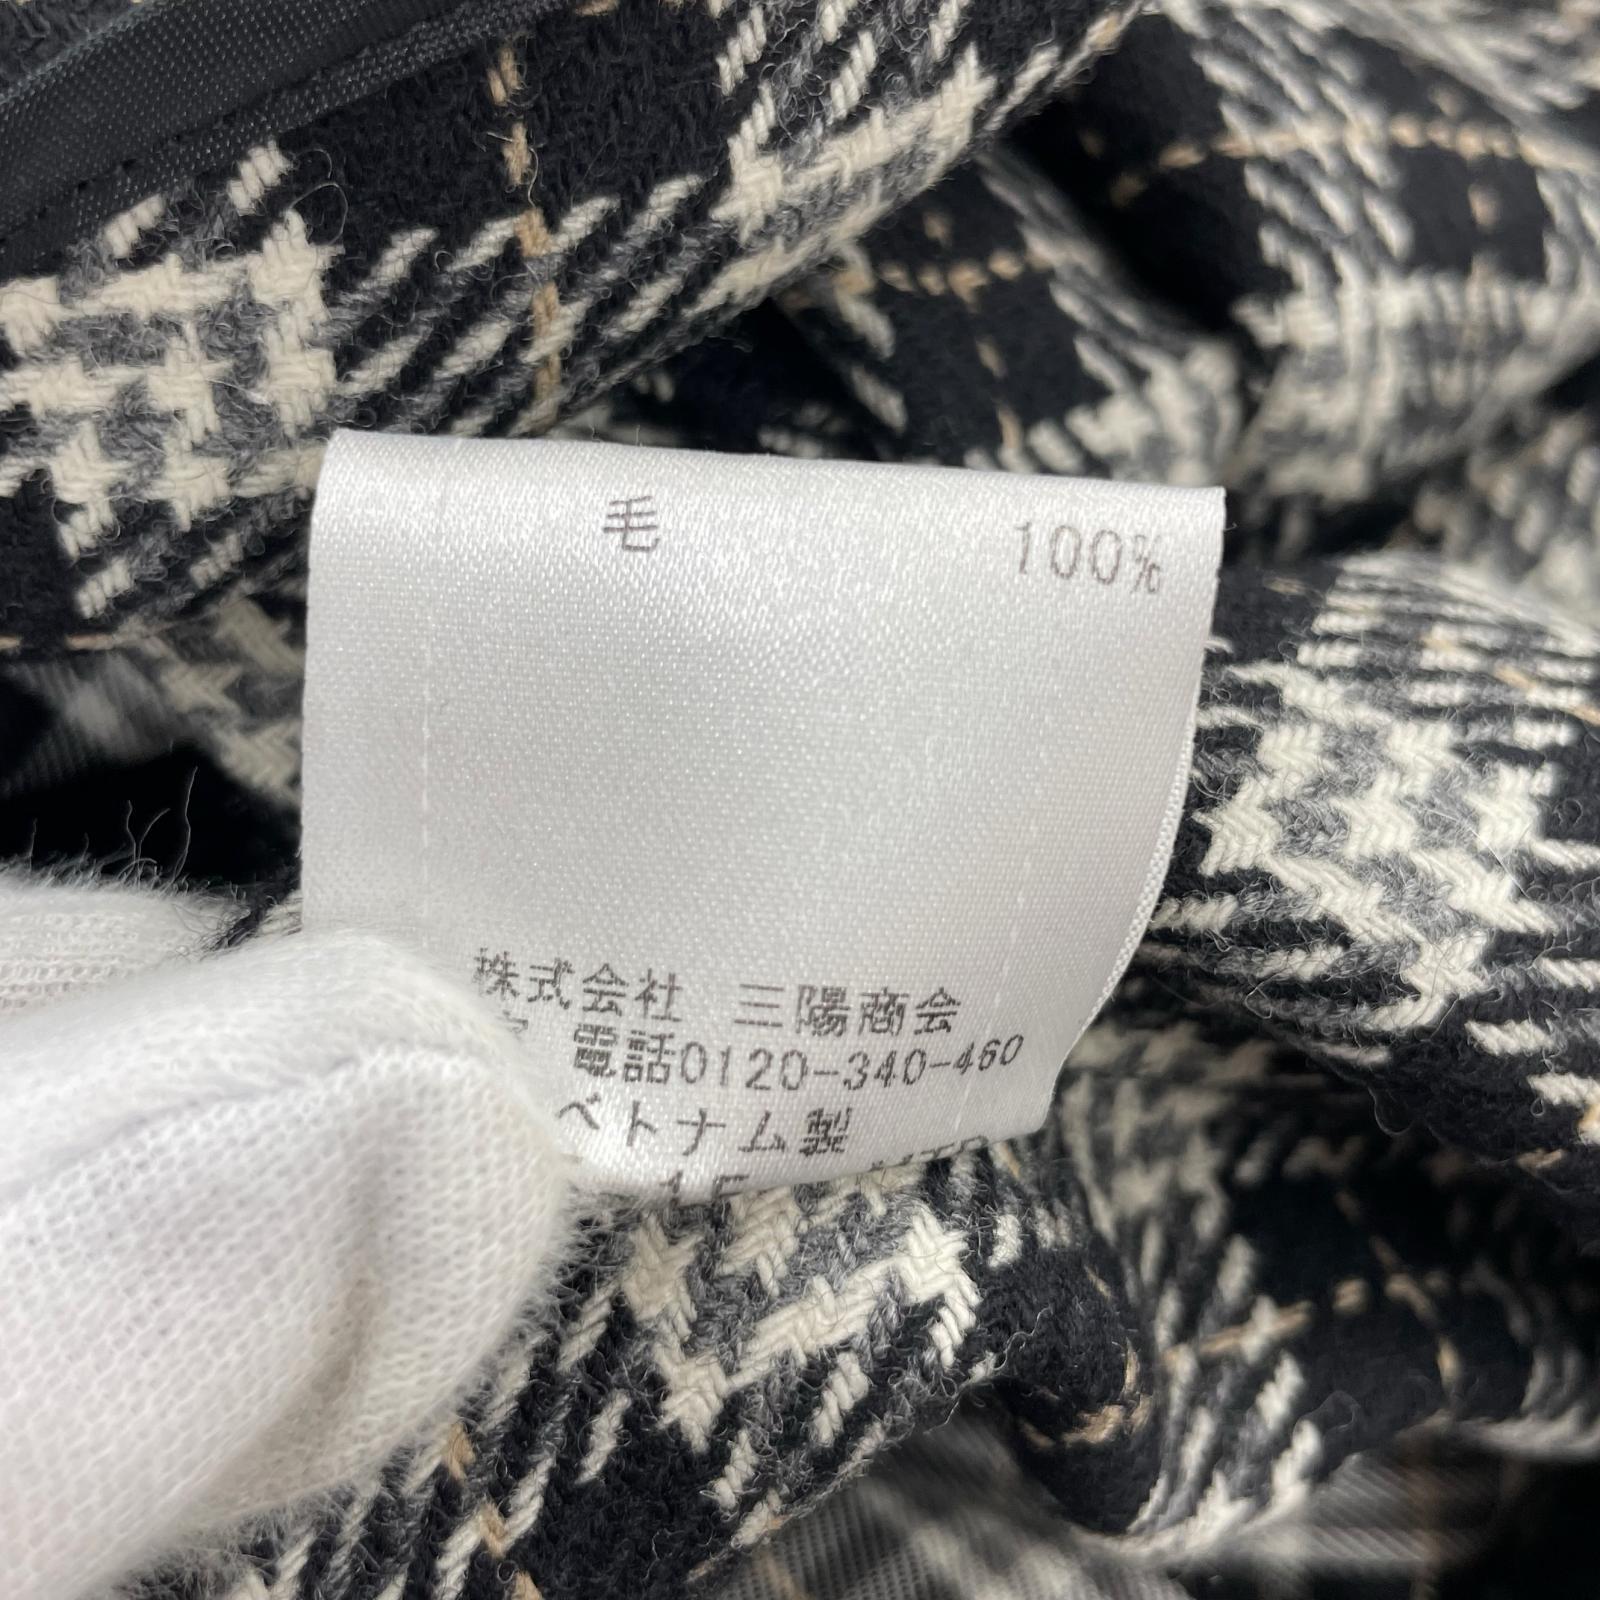 毛 100%
株式会社 三陽商会
電話0120-340-460
ベトナム製